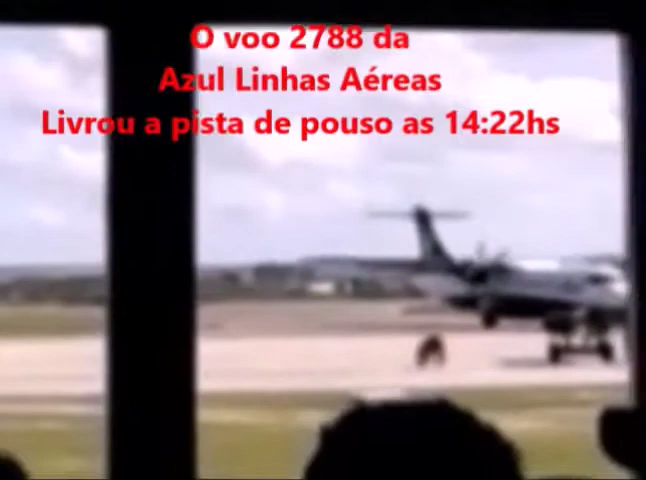 O voo 2788 da
Azul Linhas Aéreas
Livrou a pista de pouso as 14:22hs